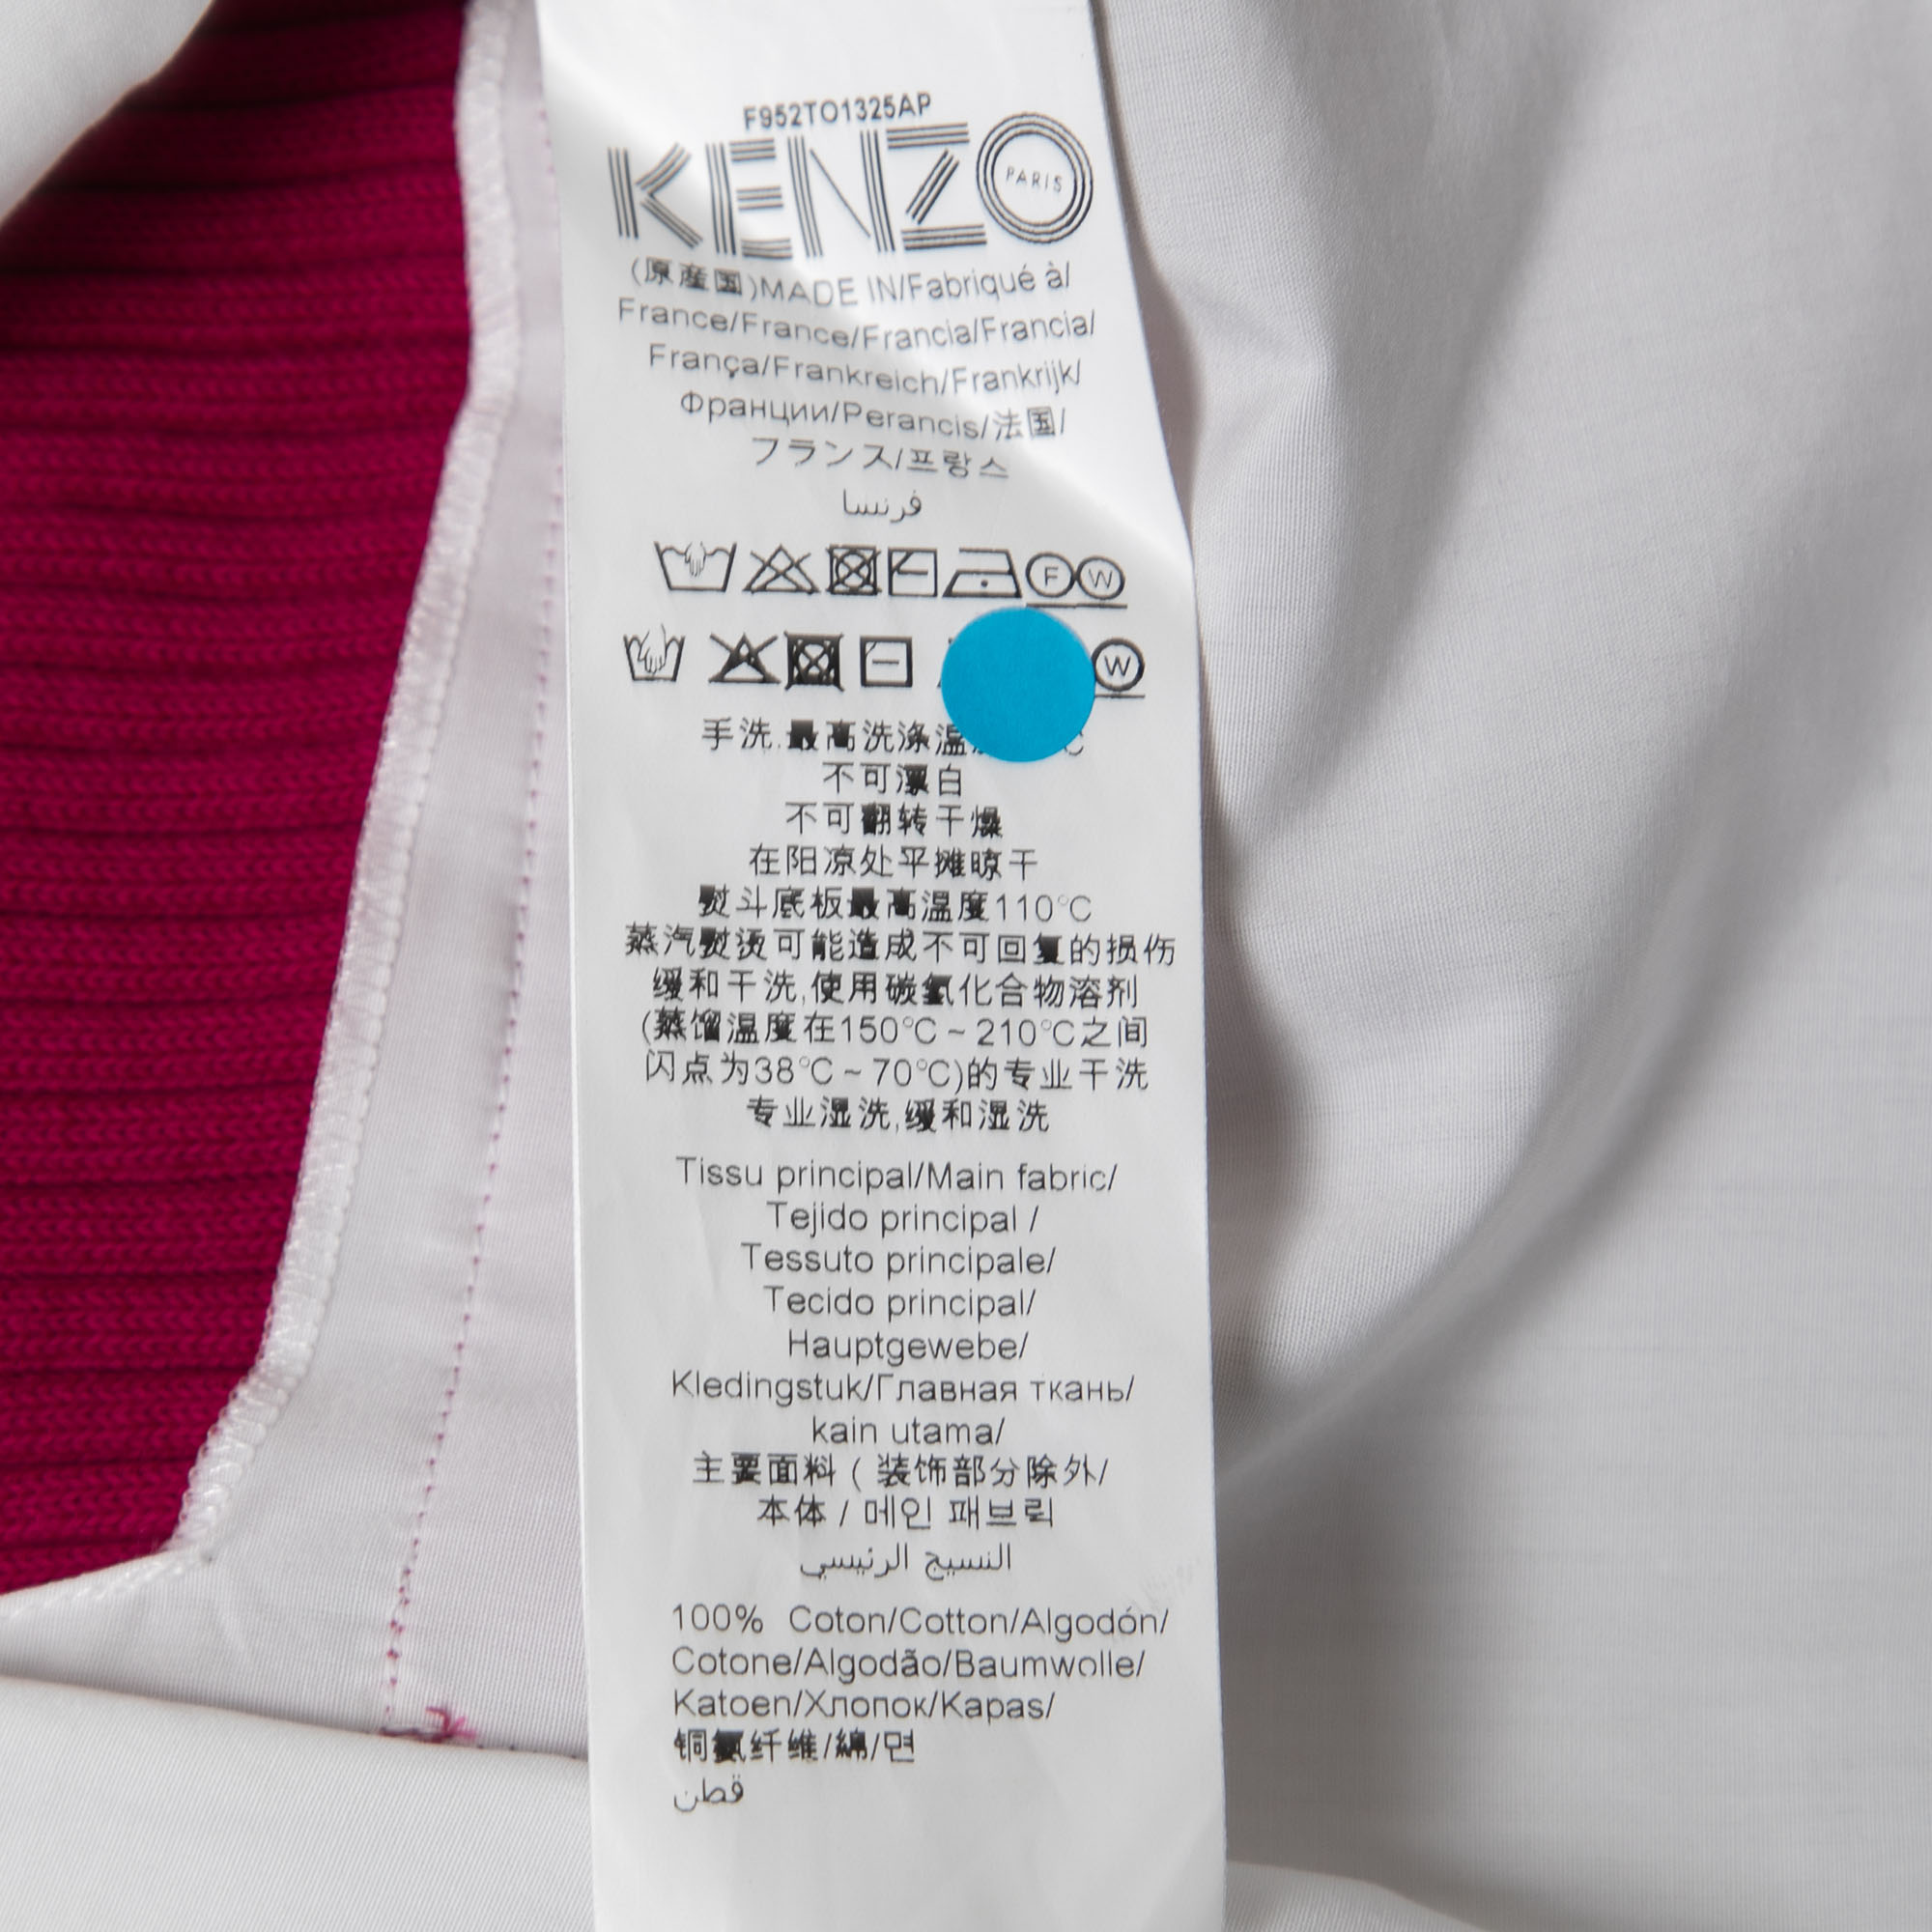 F952TO1325AP
KENZO
PARIS
(原産国)MADE IN/Fabriqué à/
France/France/Francia/Francia/
França/Frankreich/Frankrijk/
Франции/Perancis/法国/
フランス/프랑스
فرنسا
F W
W
手洗,最高洗涤温
不可漂白
不可翻转干燥
在阳凉处平摊晾干
熨斗底板最高温度110°C
蒸汽熨烫可能造成不可回复的损伤
缓和干洗,使用碳氢化合物溶剂
(蒸馏温度在150°C ~ 210°C之间
闪点为38°C ~ 70°C)的专业干洗
专业湿洗,缓和湿洗
Tissu principal/Main fabric/
Tejido principal /
Tessuto principale/
Tecido principal/
Hauptgewebe/
Kledingstuk/Главная ткань/
kain utama/
主要面料 ( 装饰部分除外/
本体 / 메인 패브릭
النسيج الرئيسي
100% Coton/Cotton/Algodón/
Cotone/Algodão/Baumwolle/
Katoen/Хлопок/Kapas/
铜氨纤维/綿/면
قطن